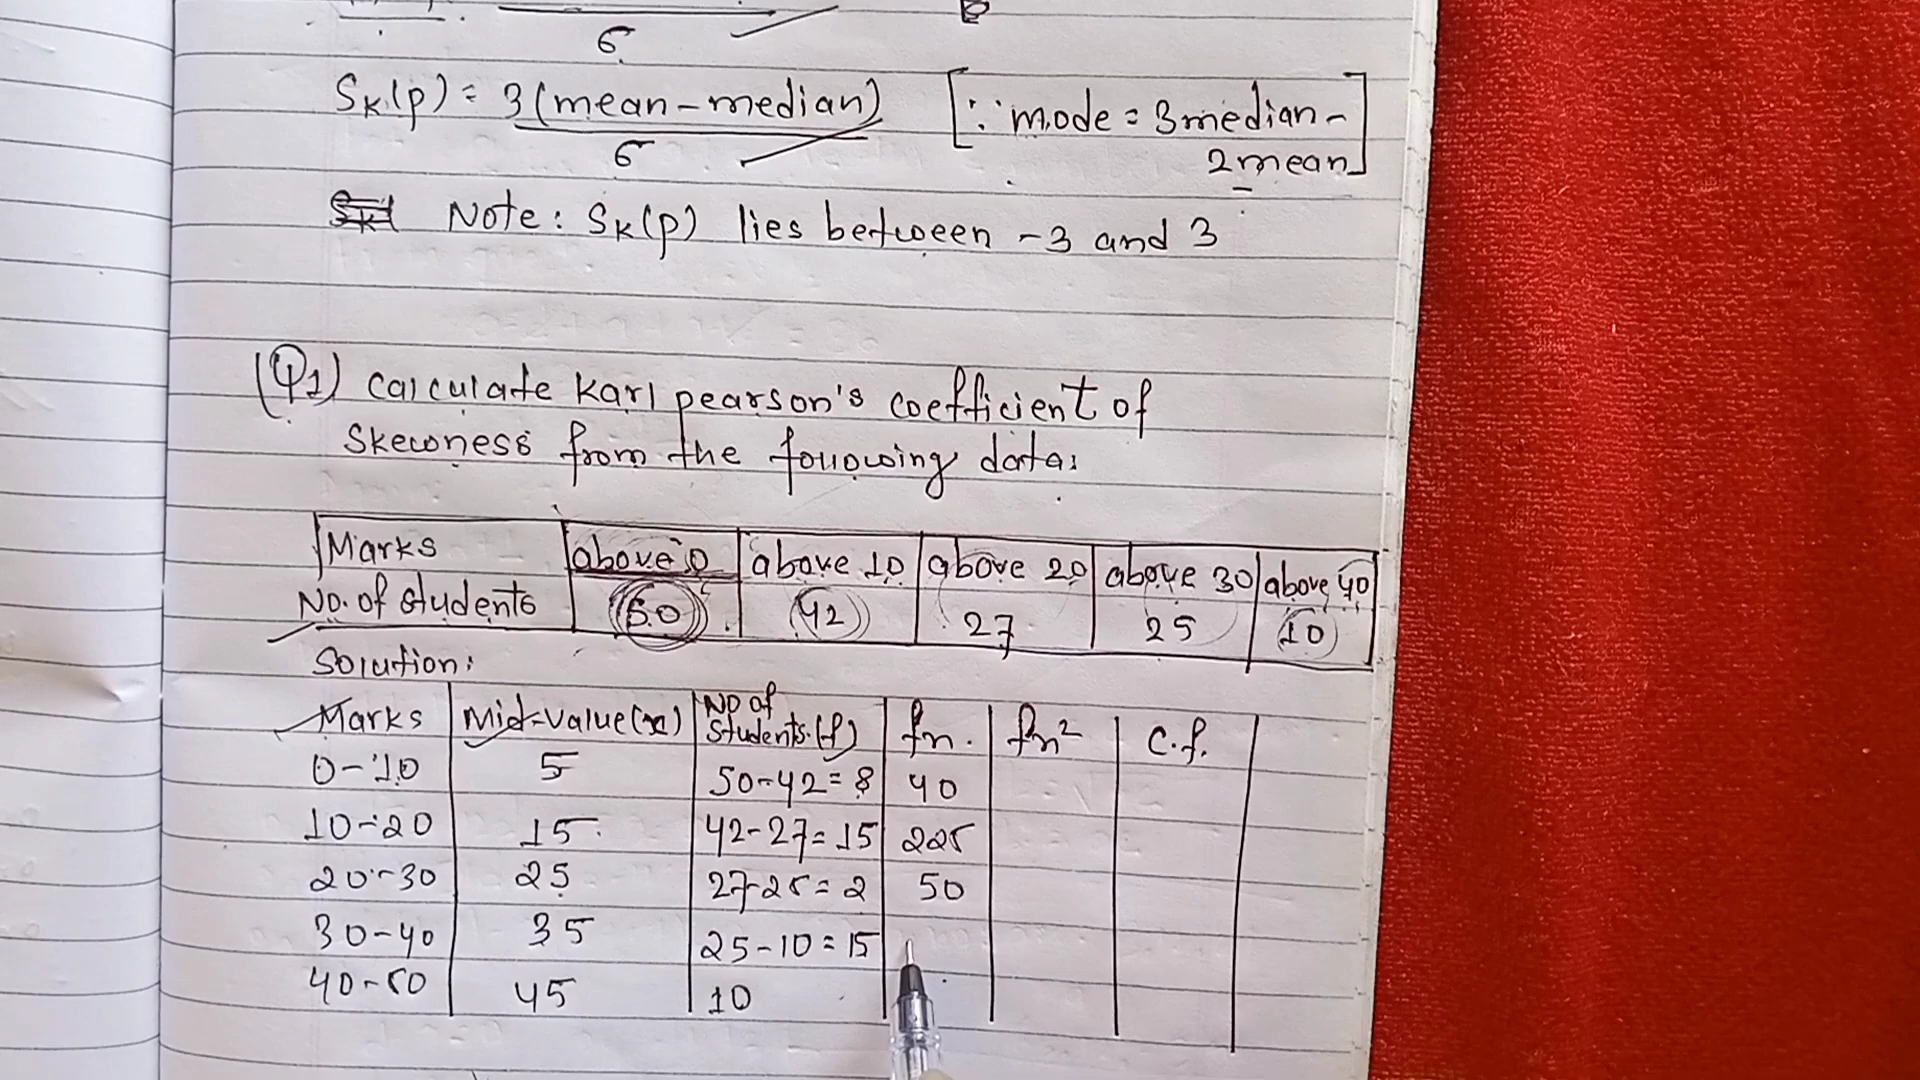 σ
Sk(p) = 3(mean-median) [∵ mode = 3median-
σ 2mean]
Note: Sk(p) lies between -3 and 3
(Q1) calculate Karl pearson's coefficient of
skewness from the following data:
Marks above 0 above 10 above 20 above 30 above 40
No. of students 50 42 27 25 10
Solution:
Marks Mid-value(x) No of students (f) fx fx² c.f.
0-10 5 50-42=8 40
10-20 15 42-27=15 225
20-30 25 27-25=2 50
30-40 35 25-10=15
40-50 45 10